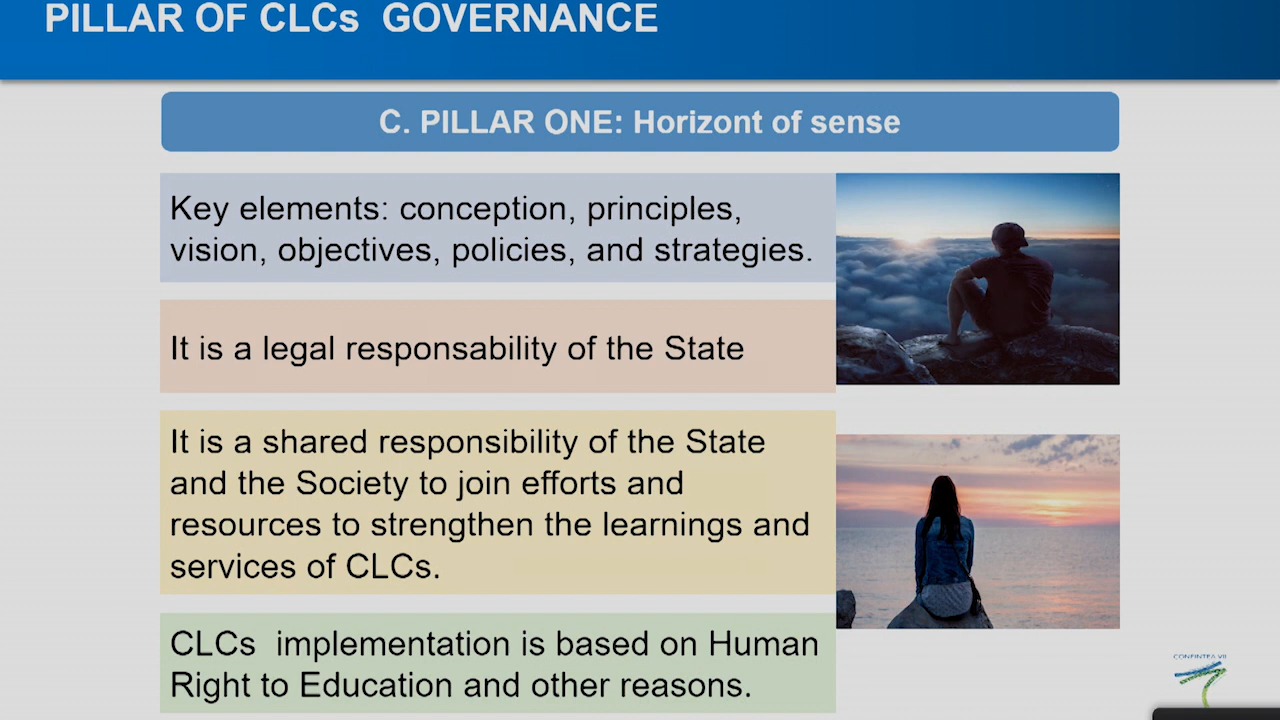 PILLAR OF CLCs GOVERNANCE
C. PILLAR ONE: Horizont of sense
Key elements: conception, principles,
vision, objectives, policies, and strategies.
It is a legal responsability of the State
It is a shared responsibility of the State
and the Society to join efforts and
resources to strengthen the learnings and
services of CLCs.
CLCs implementation is based on Human
Right to Education and other reasons.
CONFINTEA VII